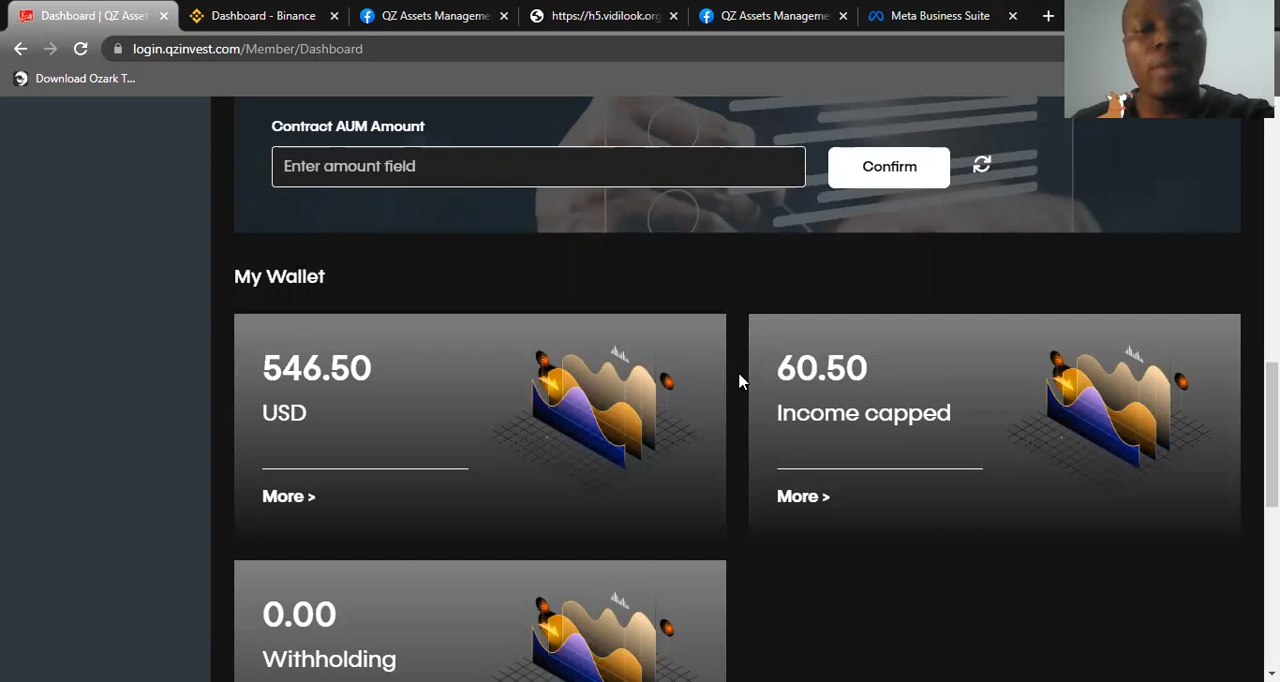 Dashboard | QZ Asset
Dashboard - Binance
QZ Assets Manageme
https://h5.vidilook.org
QZ Assets Manageme
Meta Business Suite
login.qzinvest.com/Member/Dashboard
Download Ozark T...
Contract AUM Amount
Enter amount field
Confirm
My Wallet
546.50
USD
More >
60.50
Income capped
More >
0.00
Withholding